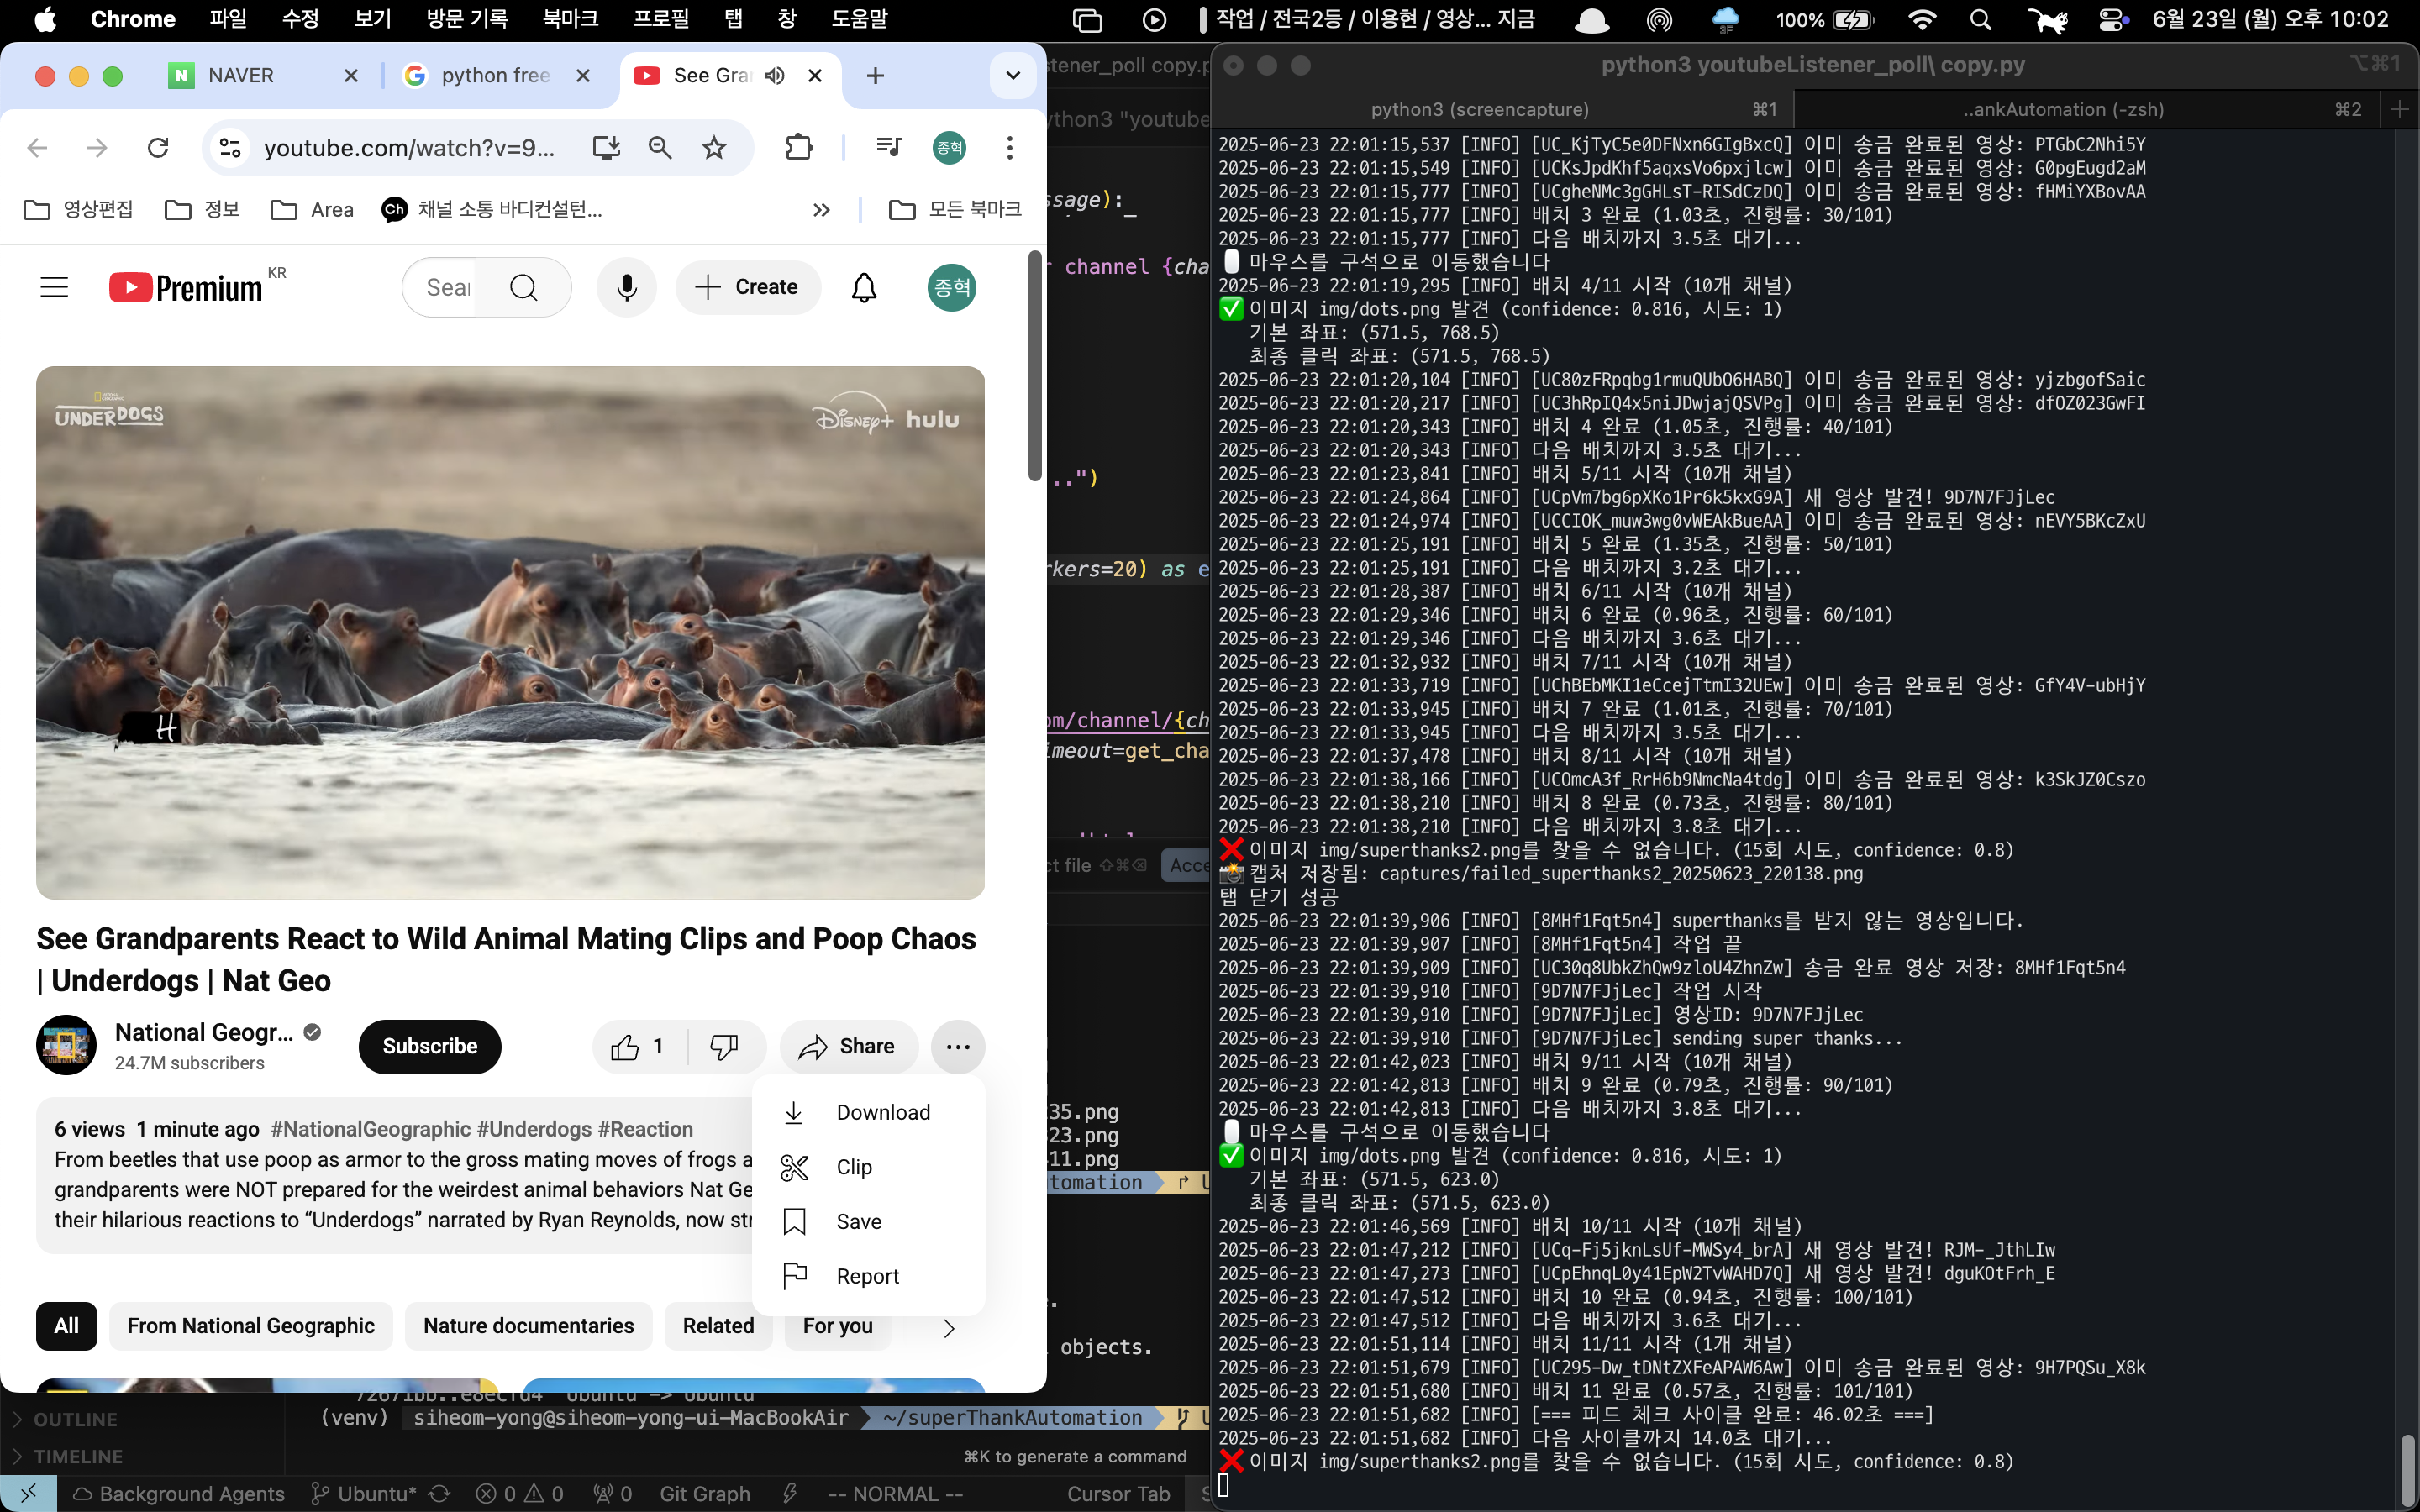 Chrome 파일 수정 보기 방문 기록 북마크 프로필 탭 창 도움말
작업 / 전국2등 / 이용현 / 영상... 지금 3F 100% 6월 23일 (월) 오후 10:02
NAVER
python free
See Gra
youtube.com/watch?v=9...
종혁
영상편집
정보
Area
Ch 채널 소통 바디컨설턴...
모든 북마크
Premium KR
Sear
Create
종혁
NATIONAL GEOGRAPHIC
UNDERDOGS
Disney+ hulu
H
See Grandparents React to Wild Animal Mating Clips and Poop Chaos
| Underdogs | Nat Geo
National Geogr...
24.7M subscribers
Subscribe
1
Share
Download
Clip
Save
Report
6 views 1 minute ago #NationalGeographic #Underdogs #Reaction
From beetles that use poop as armor to the gross mating moves of frogs a
grandparents were NOT prepared for the weirdest animal behaviors Nat Ge
their hilarious reactions to “Underdogs” narrated by Ryan Reynolds, now str
All
From National Geographic
Nature documentaries
Related
For you
stener_poll copy.p
ython3 "youtube
ssage):
r channel {cha
..")
rkers=20) as e
om/channel/{ch
imeout=get_cha
ct file ⇧⌘⌫ Acce
35.png
23.png
11.png
tomation
objects.
(venv) siheom-yong@siheom-yong-ui-MacBookAir ~/superThankAutomation
OUTLINE
TIMELINE
⌘K to generate a command
Background Agents Ubuntu* 0 0 0 Git Graph -- NORMAL -- Cursor Tab
python3 youtubeListener_poll\ copy.py ⌥⌘1
python3 (screencapture) ⌘1
..ankAutomation (-zsh) ⌘2
2025-06-23 22:01:15,537 [INFO] [UC_KjTyC5e0DFNxn6GIgBxcQ] 이미 송금 완료된 영상: PTGbC2Nhi5Y
2025-06-23 22:01:15,549 [INFO] [UCKsJpdKhf5aqxsVo6pxjlcw] 이미 송금 완료된 영상: G0pgEugd2aM
2025-06-23 22:01:15,777 [INFO] [UCgheNMc3gGHLsT-RISdCzDQ] 이미 송금 완료된 영상: fHMiYXBovAA
2025-06-23 22:01:15,777 [INFO] 배치 3 완료 (1.03초, 진행률: 30/101)
2025-06-23 22:01:15,777 [INFO] 다음 배치까지 3.5초 대기...
마우스를 구석으로 이동했습니다
2025-06-23 22:01:19,295 [INFO] 배치 4/11 시작 (10개 채널)
이미지 img/dots.png 발견 (confidence: 0.816, 시도: 1)
기본 좌표: (571.5, 768.5)
최종 클릭 좌표: (571.5, 768.5)
2025-06-23 22:01:20,104 [INFO] [UC80zFRpqbg1rmuQUbO6HABQ] 이미 송금 완료된 영상: yjzbgofSaic
2025-06-23 22:01:20,217 [INFO] [UC3hRpIQ4x5niJDwjajQSVPg] 이미 송금 완료된 영상: dfOZ023GwFI
2025-06-23 22:01:20,343 [INFO] 배치 4 완료 (1.05초, 진행률: 40/101)
2025-06-23 22:01:20,343 [INFO] 다음 배치까지 3.5초 대기...
2025-06-23 22:01:23,841 [INFO] 배치 5/11 시작 (10개 채널)
2025-06-23 22:01:24,864 [INFO] [UCpVm7bg6pXKo1Pr6k5kxG9A] 새 영상 발견! 9D7N7FJjLec
2025-06-23 22:01:24,974 [INFO] [UCCIOK_muw3wg0vWEAkBueAA] 이미 송금 완료된 영상: nEVY5BKcZxU
2025-06-23 22:01:25,191 [INFO] 배치 5 완료 (1.35초, 진행률: 50/101)
2025-06-23 22:01:25,191 [INFO] 다음 배치까지 3.2초 대기...
2025-06-23 22:01:28,387 [INFO] 배치 6/11 시작 (10개 채널)
2025-06-23 22:01:29,346 [INFO] 배치 6 완료 (0.96초, 진행률: 60/101)
2025-06-23 22:01:29,346 [INFO] 다음 배치까지 3.6초 대기...
2025-06-23 22:01:32,932 [INFO] 배치 7/11 시작 (10개 채널)
2025-06-23 22:01:33,719 [INFO] [UChBEbMKI1eCcejTtmI32UEw] 이미 송금 완료된 영상: GfY4V-ubHjY
2025-06-23 22:01:33,945 [INFO] 배치 7 완료 (1.01초, 진행률: 70/101)
2025-06-23 22:01:33,945 [INFO] 다음 배치까지 3.5초 대기...
2025-06-23 22:01:37,478 [INFO] 배치 8/11 시작 (10개 채널)
2025-06-23 22:01:38,166 [INFO] [UCOmcA3f_RrH6b9NmcNa4tdg] 이미 송금 완료된 영상: k3SkJZ0Cszo
2025-06-23 22:01:38,210 [INFO] 배치 8 완료 (0.73초, 진행률: 80/101)
2025-06-23 22:01:38,210 [INFO] 다음 배치까지 3.8초 대기...
이미지 img/superthanks2.png를 찾을 수 없습니다. (15회 시도, confidence: 0.8)
캡처 저장됨: captures/failed_superthanks2_20250623_220138.png
탭 닫기 성공
2025-06-23 22:01:39,906 [INFO] [8MHf1Fqt5n4] superthanks를 받지 않는 영상입니다.
2025-06-23 22:01:39,907 [INFO] [8MHf1Fqt5n4] 작업 끝
2025-06-23 22:01:39,909 [INFO] [UC30q8UbkZhQw9zloU4ZhnZw] 송금 완료 영상 저장: 8MHf1Fqt5n4
2025-06-23 22:01:39,910 [INFO] [9D7N7FJjLec] 작업 시작
2025-06-23 22:01:39,910 [INFO] [9D7N7FJjLec] 영상ID: 9D7N7FJjLec
2025-06-23 22:01:39,910 [INFO] [9D7N7FJjLec] sending super thanks...
2025-06-23 22:01:42,023 [INFO] 배치 9/11 시작 (10개 채널)
2025-06-23 22:01:42,813 [INFO] 배치 9 완료 (0.79초, 진행률: 90/101)
2025-06-23 22:01:42,813 [INFO] 다음 배치까지 3.8초 대기...
마우스를 구석으로 이동했습니다
이미지 img/dots.png 발견 (confidence: 0.816, 시도: 1)
기본 좌표: (571.5, 623.0)
최종 클릭 좌표: (571.5, 623.0)
2025-06-23 22:01:46,569 [INFO] 배치 10/11 시작 (10개 채널)
2025-06-23 22:01:47,212 [INFO] [UCq-Fj5jknLsUf-MWSy4_brA] 새 영상 발견! RJM-_JthLIw
2025-06-23 22:01:47,273 [INFO] [UCpEhnqL0y41EpW2TvWAHD7Q] 새 영상 발견! dguKOtFrh_E
2025-06-23 22:01:47,512 [INFO] 배치 10 완료 (0.94초, 진행률: 100/101)
2025-06-23 22:01:47,512 [INFO] 다음 배치까지 3.6초 대기...
2025-06-23 22:01:51,114 [INFO] 배치 11/11 시작 (1개 채널)
2025-06-23 22:01:51,679 [INFO] [UC295-Dw_tDNtZXFeAPAW6Aw] 이미 송금 완료된 영상: 9H7PQSu_X8k
2025-06-23 22:01:51,680 [INFO] 배치 11 완료 (0.57초, 진행률: 101/101)
2025-06-23 22:01:51,682 [INFO] [=== 피드 체크 사이클 완료: 46.02초 ===]
2025-06-23 22:01:51,682 [INFO] 다음 사이클까지 14.0초 대기...
이미지 img/superthanks2.png를 찾을 수 없습니다. (15회 시도, confidence: 0.8)